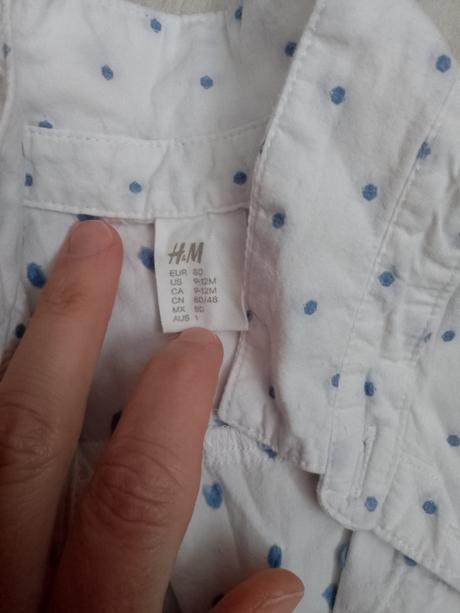 H&M
EUR 80
US 9-12M
CA 9-12M
CN 80/48
MX 80
AUS 1